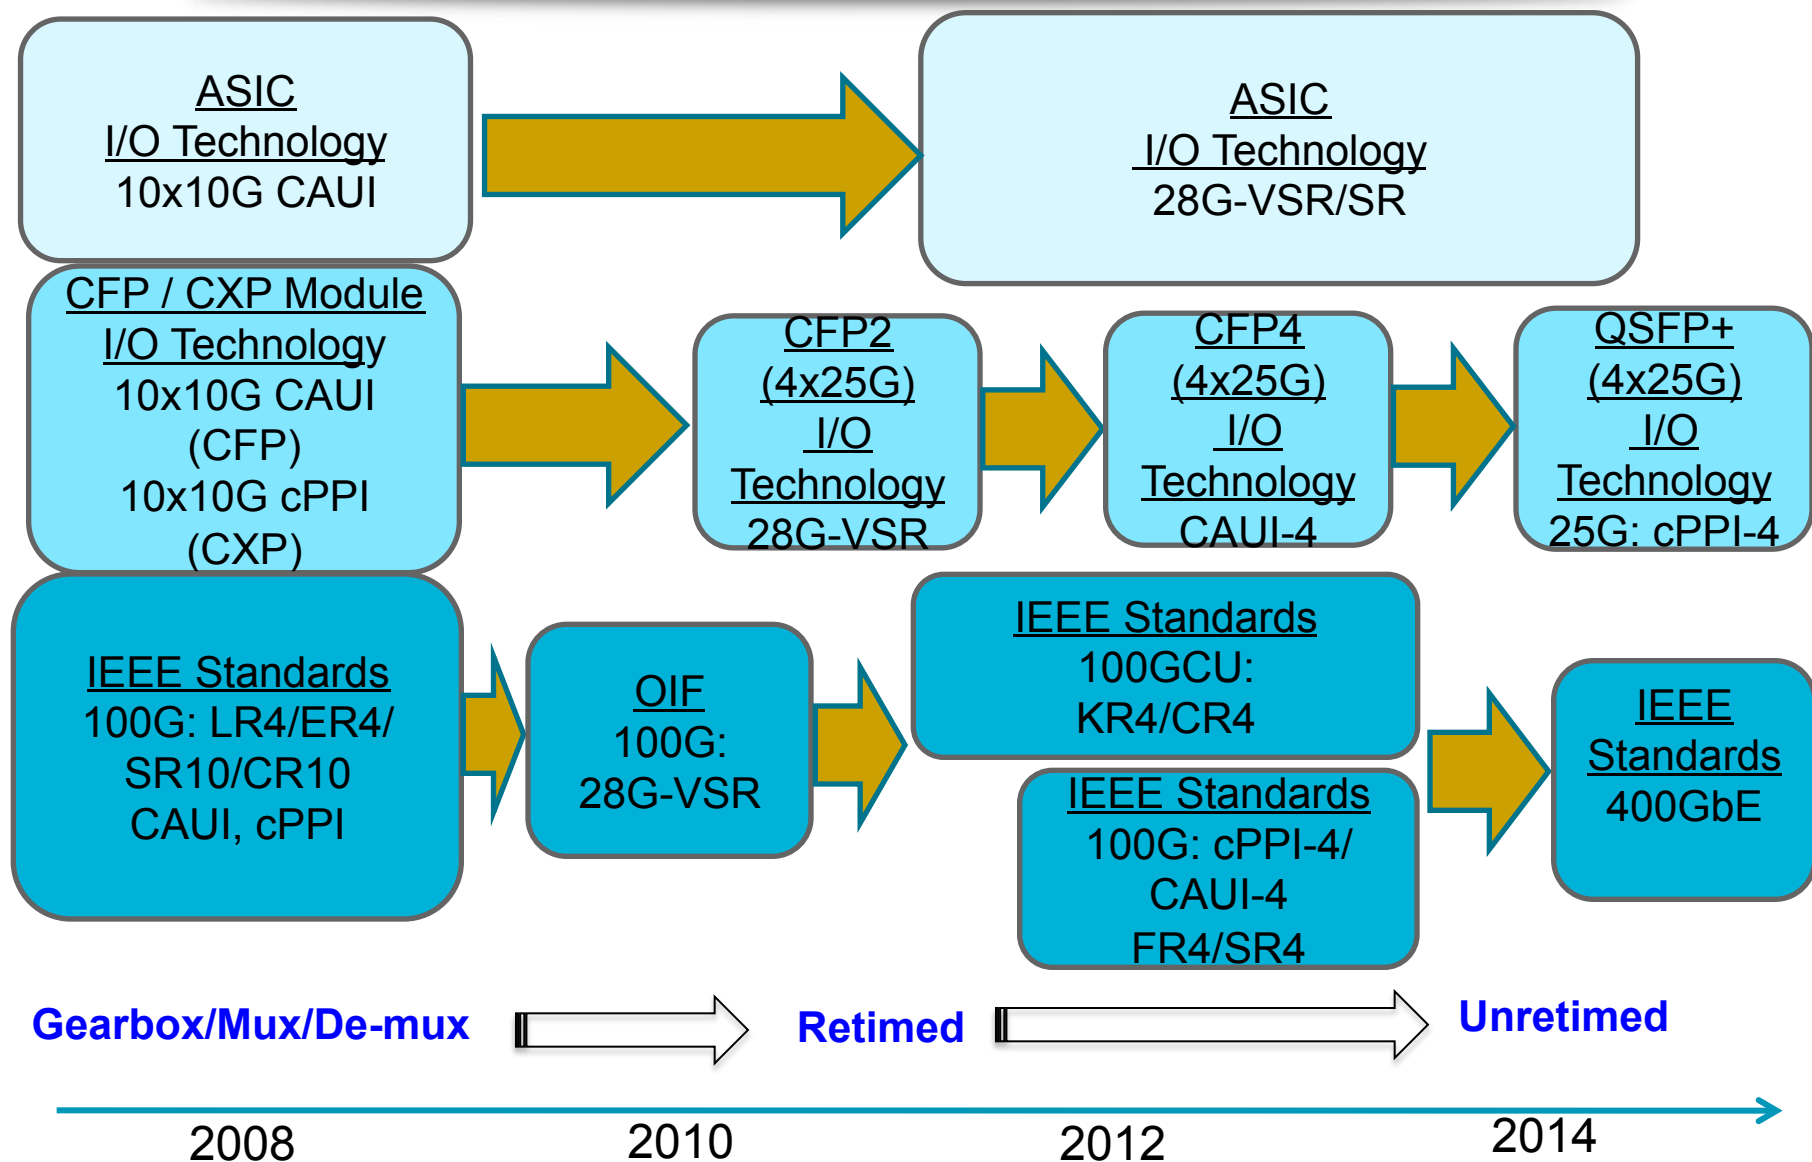 ASIC
I/O Technology
10x10G CAUI
ASIC
I/O Technology
28G-VSR/SR
CFP / CXP Module
I/O Technology
10x10G CAUI
(CFP)
10x10G cPPI
(CXP)
CFP2
(4x25G)
I/O
Technology
28G-VSR
CFP4
(4x25G)
I/O
Technology
CAUI-4
QSFP+
(4x25G)
I/O
Technology
25G: cPPI-4
IEEE Standards
100G: LR4/ER4/
SR10/CR10
CAUI, cPPI
OIF
100G:
28G-VSR
IEEE Standards
100GCU:
KR4/CR4
IEEE Standards
100G: cPPI-4/
CAUI-4
FR4/SR4
IEEE
Standards
400GbE
Gearbox/Mux/De-mux
Retimed
Unretimed
2008
2010
2012
2014